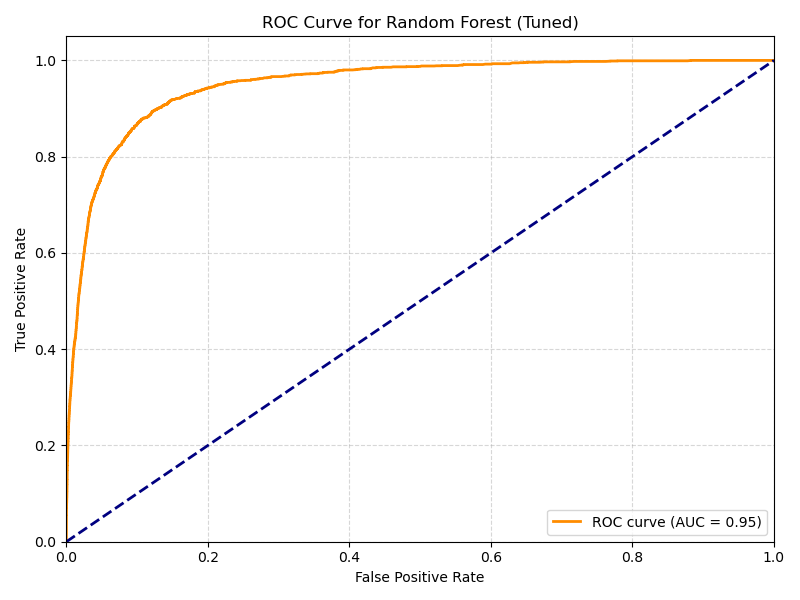 ROC Curve for Random Forest (Tuned)
True Positive Rate
1.0
0.8
0.6
0.4
0.2
0.0
ROC curve (AUC = 0.95)
0.0 0.2 0.4 0.6 0.8 1.0
False Positive Rate